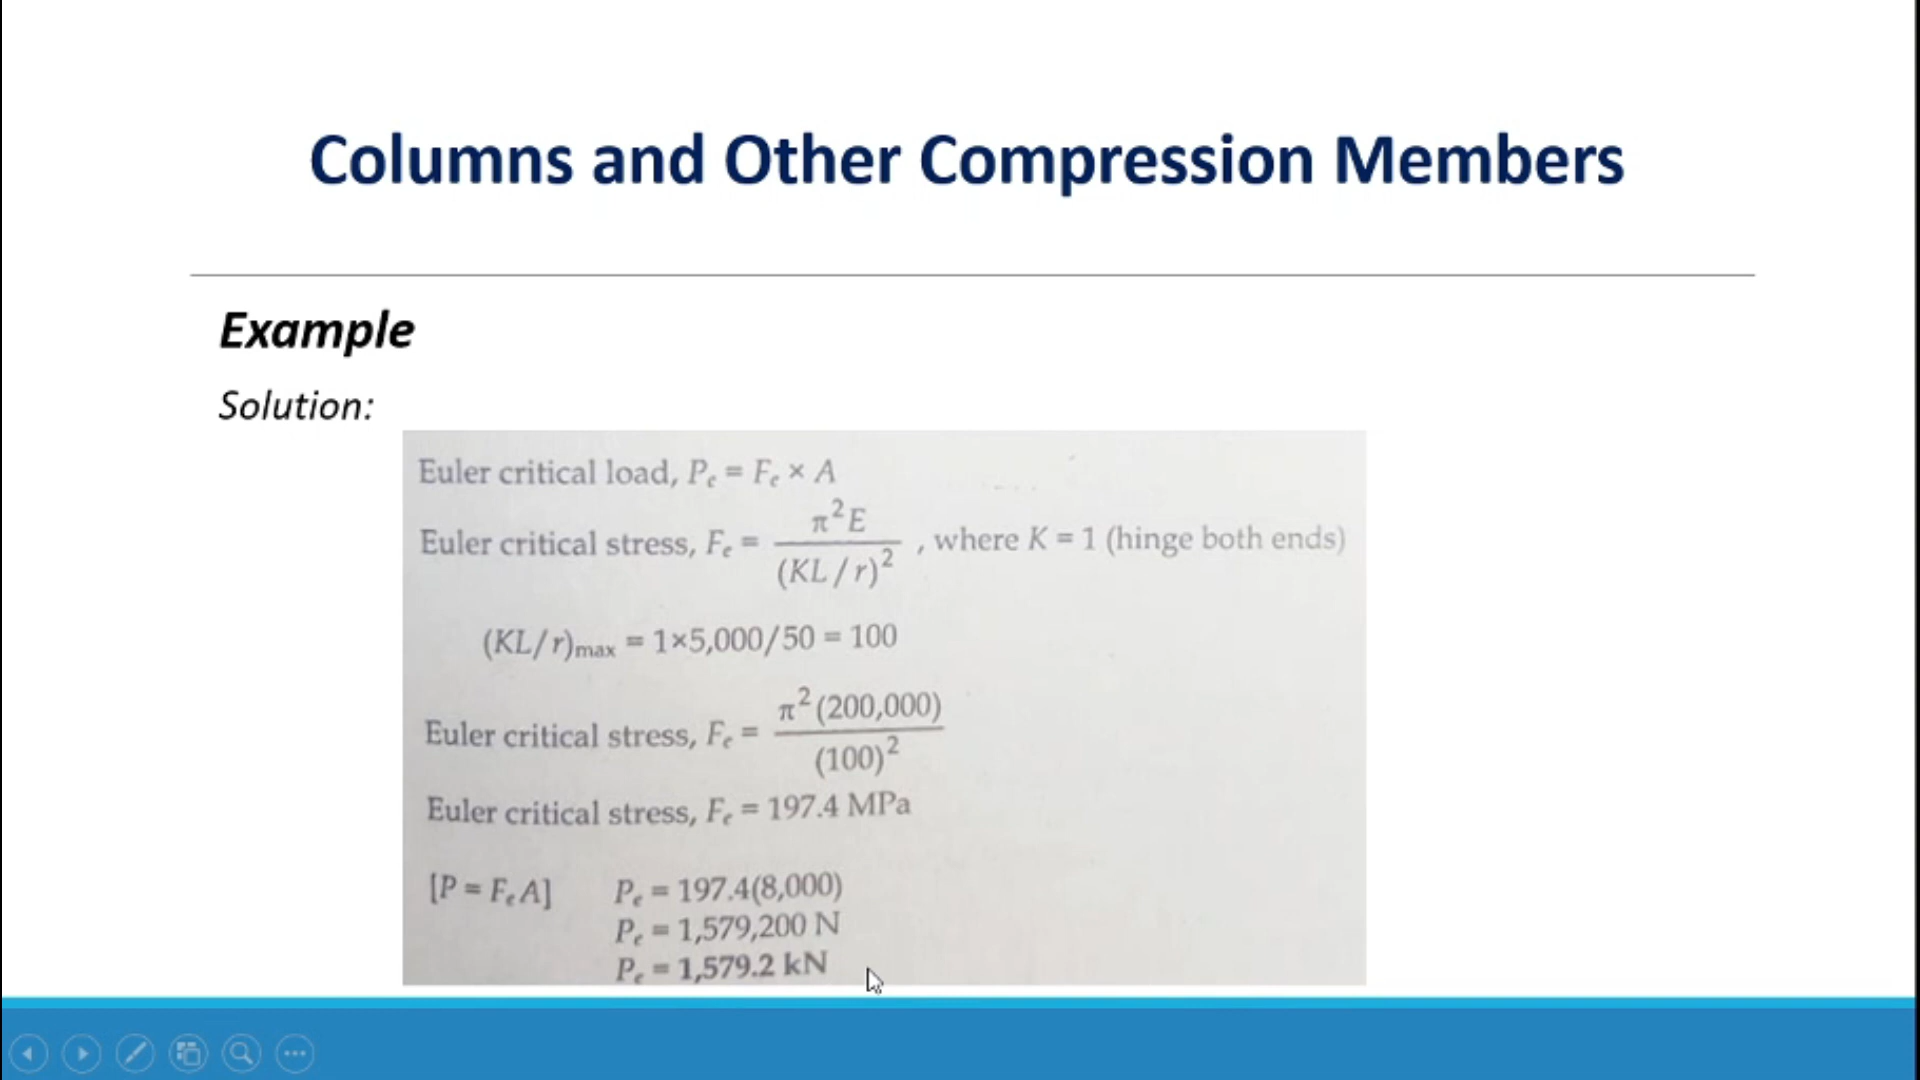 Columns and Other Compression Members
Example
Solution:
Euler critical load, Pₑ = Fₑ × A
Euler critical stress, Fₑ = π²E / (KL/r)² , where K = 1 (hinge both ends)
(KL/r)max = 1×5,000/50 = 100
Euler critical stress, Fₑ = π²(200,000) / (100)²
Euler critical stress, Fₑ = 197.4 MPa
[P = FₑA] Pₑ = 197.4(8,000)
Pₑ = 1,579,200 N
Pₑ = 1,579.2 kN